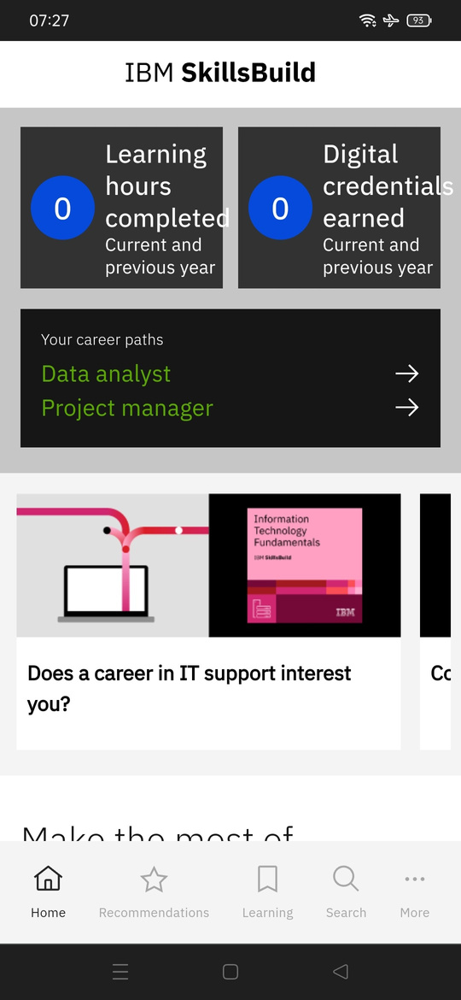 07:27
93
IBM SkillsBuild
0
Learning
hours
completed
Current and
previous year
0
Digital
credentials
earned
Current and
previous year
Your career paths
Data analyst
Project manager
Information
Technology
Fundamentals
IBM SkillsBuild
IBM
Does a career in IT support interest
you?
Co
Make the most of
Home
Recommendations
Learning
Search
More